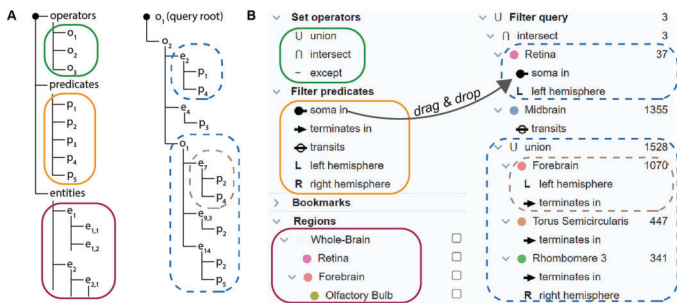 A
operators
o1
o2
o3
predicates
p1
p2
p3
p4
p5
entities
e1
e1,1
e1,2
e2
e2,1
o1 (query root)
o2
e2
p1
p4
e4
p3
o1
e7
p2
p4
e9,3
p2
e14
p2
p5
B
Set operators
∪ union
∩ intersect
− except
Filter predicates
soma in
terminates in
transits
L left hemisphere
R right hemisphere
Bookmarks
Regions
Whole-Brain
Retina
Forebrain
Olfactory Bulb
drag & drop
∪ Filter query 3
∩ intersect 3
Retina 37
soma in
L left hemisphere
Midbrain 1355
transits
∪ union 1528
Forebrain 1070
L left hemisphere
terminates in
Torus Semicircularis 447
terminates in
Rhombomere 3 341
terminates in
R right hemisphere